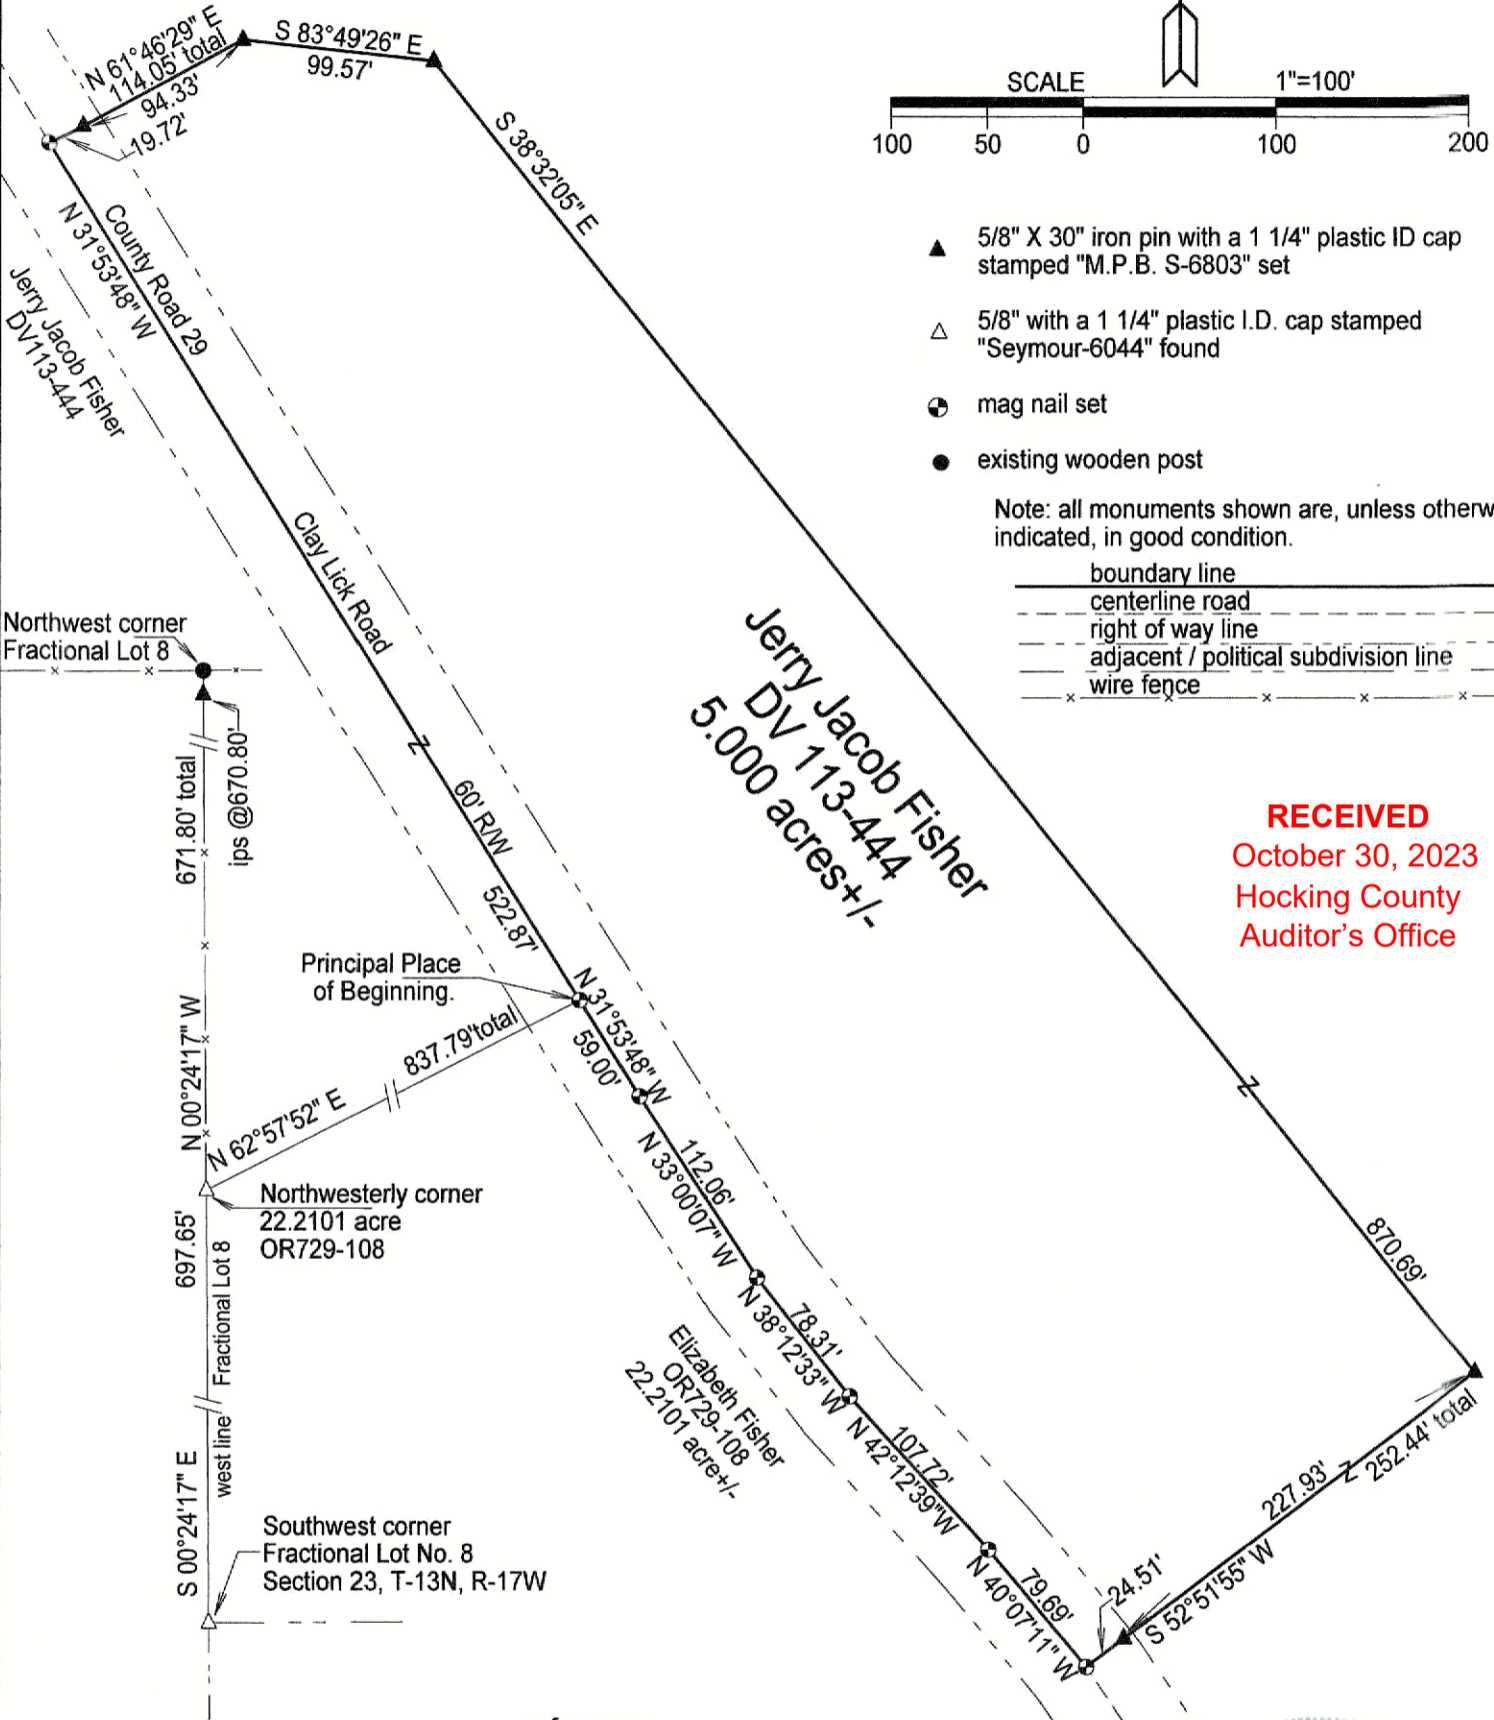 N 61°46'29" E
114.05' total
94.33'
19.72'
S 83°49'26" E
99.57'
S 38°32'05" E
SCALE 1"=100'
100 50 0 100 200
5/8" X 30" iron pin with a 1 1/4" plastic ID cap
stamped "M.P.B. S-6803" set
5/8" with a 1 1/4" plastic I.D. cap stamped
"Seymour-6044" found
mag nail set
existing wooden post
Note: all monuments shown are, unless otherw
indicated, in good condition.
boundary line
centerline road
right of way line
adjacent / political subdivision line
wire fence
County Road 29
N 31°53'48" W
Jerry Jacob Fisher
DV113-444
Clay Lick Road
60' R/W
522.87'
Northwest corner
Fractional Lot 8
671.80' total
ips @670.80'
N 00°24'17" W
Jerry Jacob Fisher
DV 113-444
5.000 acres+/-
RECEIVED
October 30, 2023
Hocking County
Auditor's Office
Principal Place
of Beginning.
837.79'total
N 62°57'52" E
N 31°53'48" W
59.00'
Northwesterly corner
22.2101 acre
OR729-108
697.65'
Fractional Lot 8
west line
S 00°24'17" E
112.06'
N 33°00'07" W
78.31'
N 38°12'33" W
Elizabeth Fisher
OR729-108
22.2101 acre+/-
107.72'
N 42°12'39"W
79.69'
N 40°07'11" W
870.69'
252.44' total
227.93'
S 52°51'55" W
24.51'
Southwest corner
Fractional Lot No. 8
Section 23, T-13N, R-17W